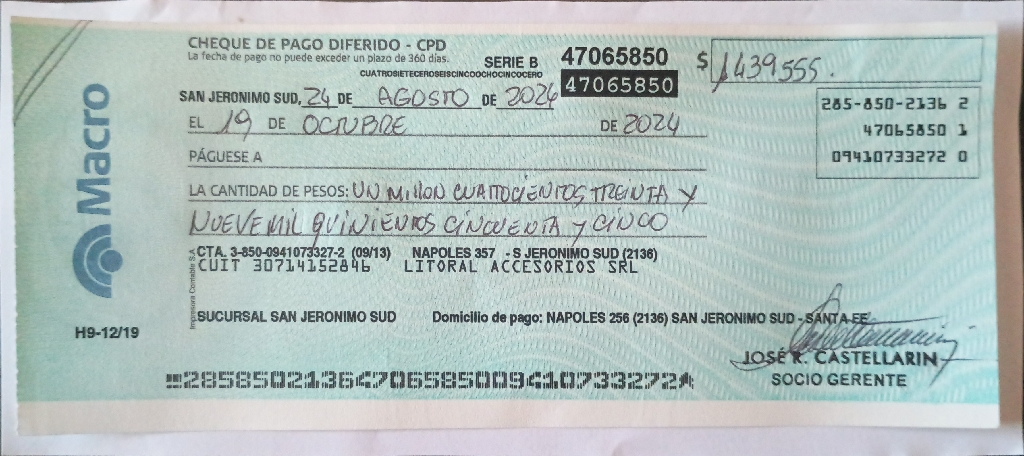 CHEQUE DE PAGO DIFERIDO - CPD
La fecha de pago no puede exceder un plazo de 360 días.
SERIE B 47065850 $ 1439555.
CUATROSIETECEROSEISCINCOOCHOCINCOCERO
47065850
SAN JERONIMO SUD, 24 DE AGOSTO DE 2024
285-850-2136 2
EL 19 DE OCTUBRE DE 2024
47065850 1
09410733272 0
PÁGUESE A
LA CANTIDAD DE PESOS: UN MILLON CUATTOCIENTOS TREINTA Y
NUEVE MIL QUINIENTOS CINCUENTA Y CINCO
CTA. 3-850-0941073327-2 (09/13) NAPOLES 357 - S JERONIMO SUD (2136)
CUIT 30714152846 LITORAL ACCESORIOS SRL
Impresora Contable S.A.
Macro
H9-12/19
SUCURSAL SAN JERONIMO SUD Domicilio de pago: NAPOLES 256 (2136) SAN JERONIMO SUD - SANTA FE
JOSÉ R. CASTELLARIN
SOCIO GERENTE
28585021364706585009410733272